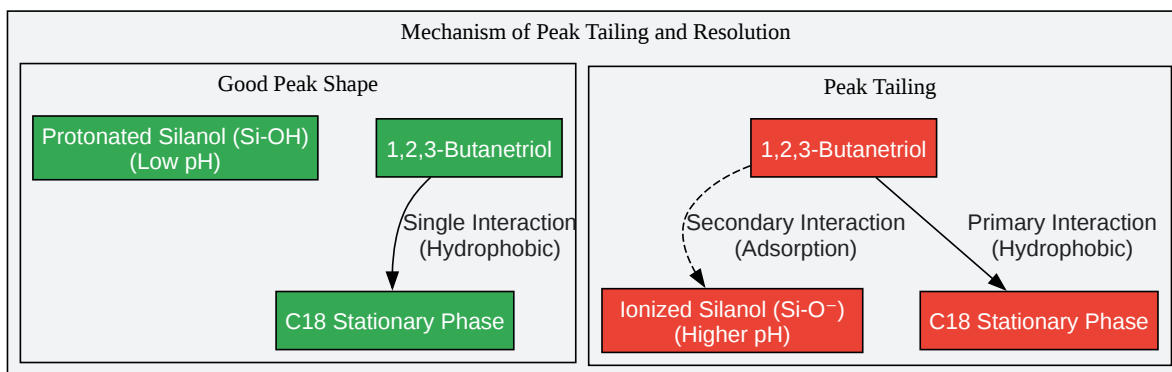 Mechanism of Peak Tailing and Resolution
Good Peak Shape
Protonated Silanol (Si-OH)
(Low pH)
1,2,3-Butanetriol
Single Interaction
(Hydrophobic)
C18 Stationary Phase
Peak Tailing
1,2,3-Butanetriol
Secondary Interaction
(Adsorption)
Primary Interaction
(Hydrophobic)
Ionized Silanol (Si-O⁻)
(Higher pH)
C18 Stationary Phase